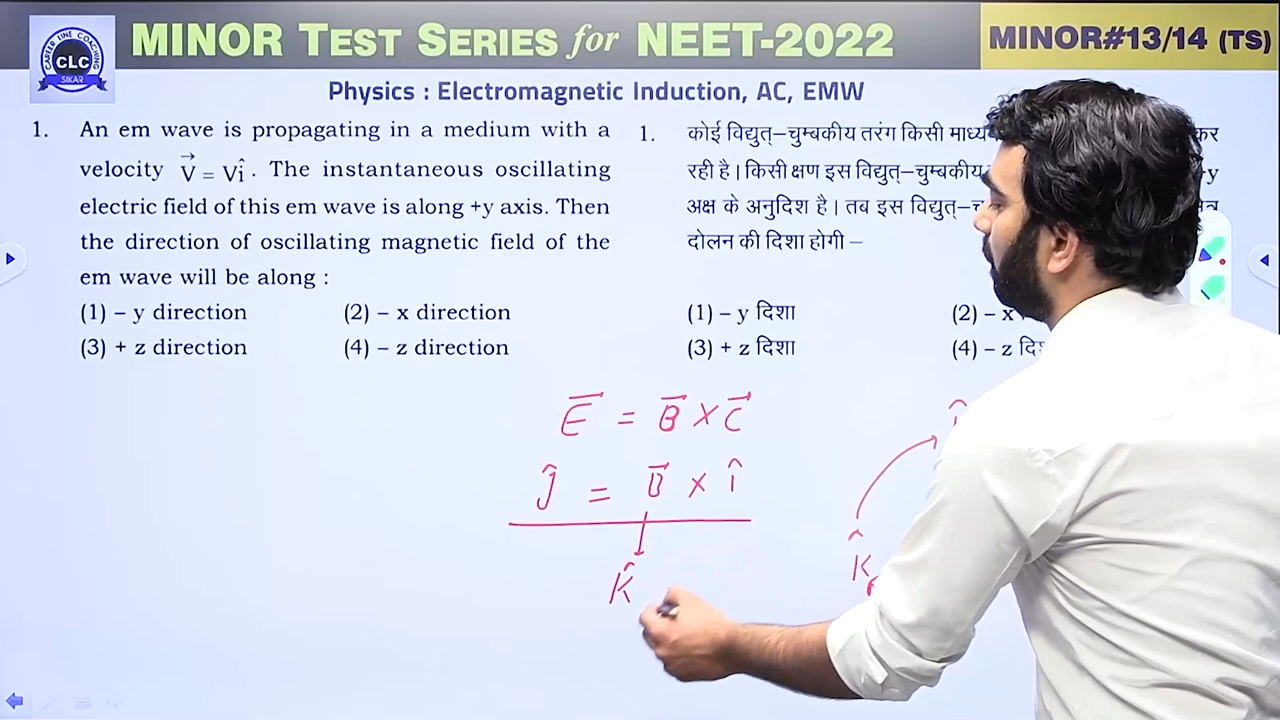 CAREER LINE COACHING
CLC
SIKAR
MINOR TEST SERIES for NEET-2022
MINOR#13/14 (TS)
Physics : Electromagnetic Induction, AC, EMW
1. An em wave is propagating in a medium with a
velocity V⃗ = Vî . The instantaneous oscillating
electric field of this em wave is along +y axis. Then
the direction of oscillating magnetic field of the
em wave will be along :
(1) – y direction (2) – x direction
(3) + z direction (4) – z direction
1. कोई विद्युत्–चुम्बकीय तरंग किसी कर
रही है। किसी क्षण इस विद्युत्–चुम्बकीय y
अक्ष के अनुदिश है। तब इस
दोलन की दिशा होगी –
(1) – y दिशा (2) – x
(3) + z दिशा (4) – z
E⃗ = B⃗ × C⃗
ĵ = B⃗ × î
k̂
k̂